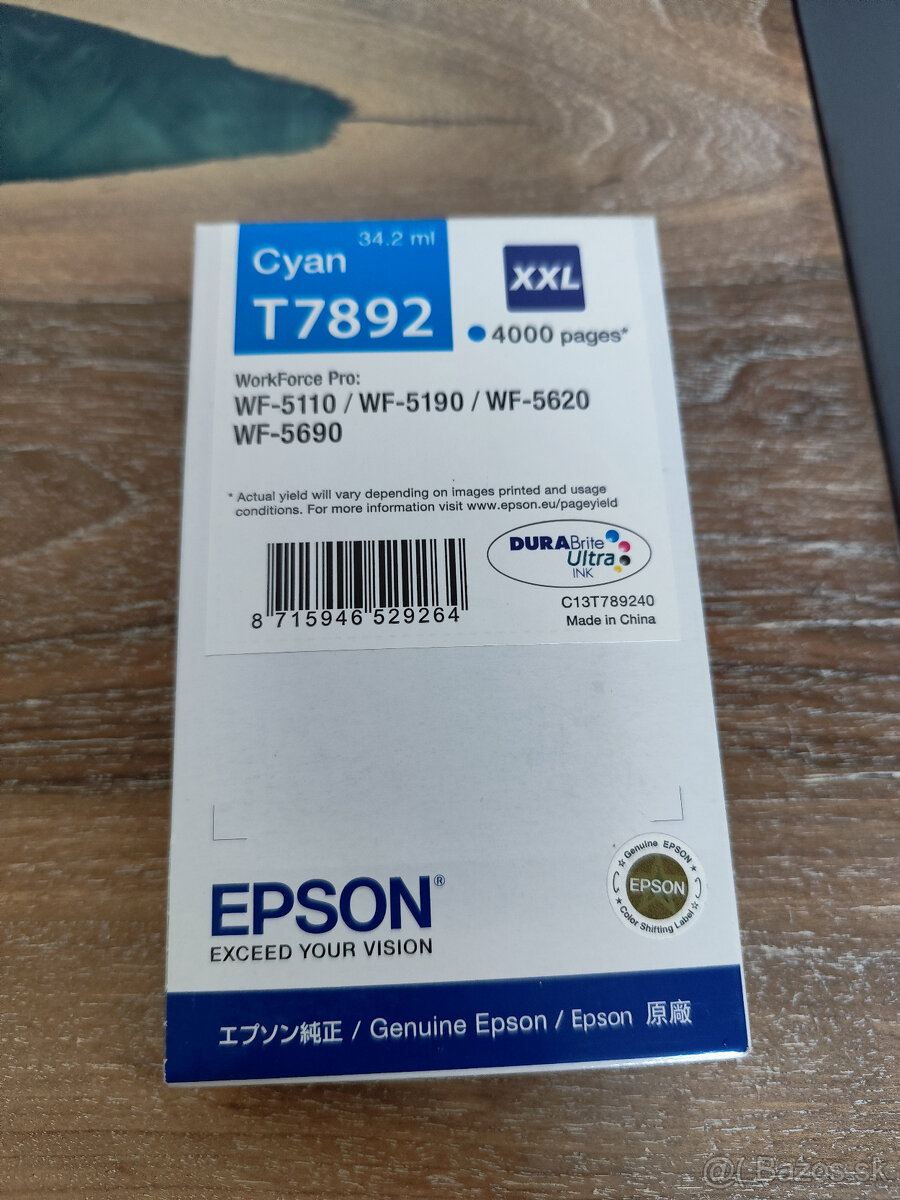 34.2 ml
Cyan
T7892
XXL
4000 pages*
WorkForce Pro:
WF-5110 / WF-5190 / WF-5620
WF-5690
* Actual yield will vary depending on images printed and usage
conditions. For more information visit www.epson.eu/pageyield
DURABrite
Ultra
INK
8 715946 529264
C13T789240
Made in China
EPSON®
EXCEED YOUR VISION
☆ Genuine EPSON ★
EPSON
★ Color Shifting Label ☆
エプソン純正 / Genuine Epson / Epson 原廠
@( Bazos.sk